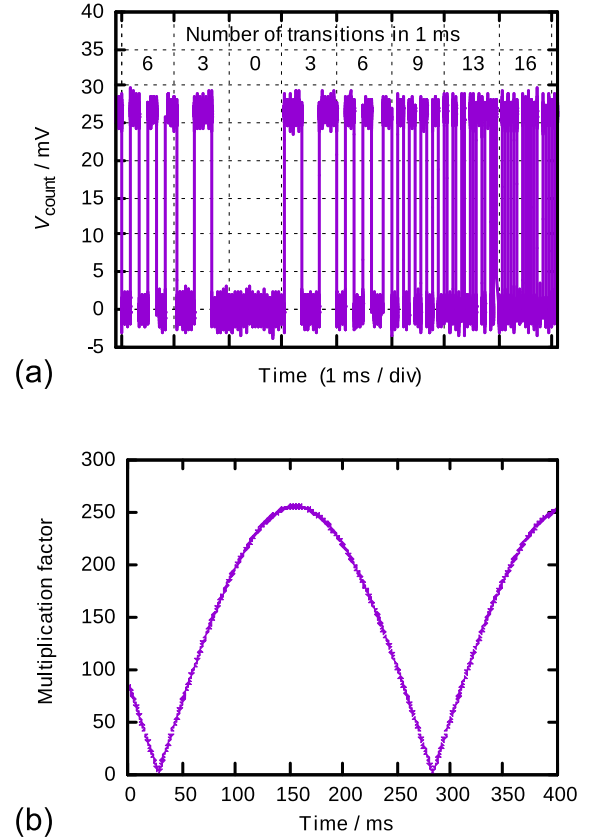 40
35
30
25
20
15
10
5
0
-5
V_count / mV
Number of transitions in 1 ms
6 3 0 3 6 9 13 16
Time (1 ms / div)
(a)
300
250
200
150
100
50
0
Multiplication factor
0 50 100 150 200 250 300 350 400
Time / ms
(b)